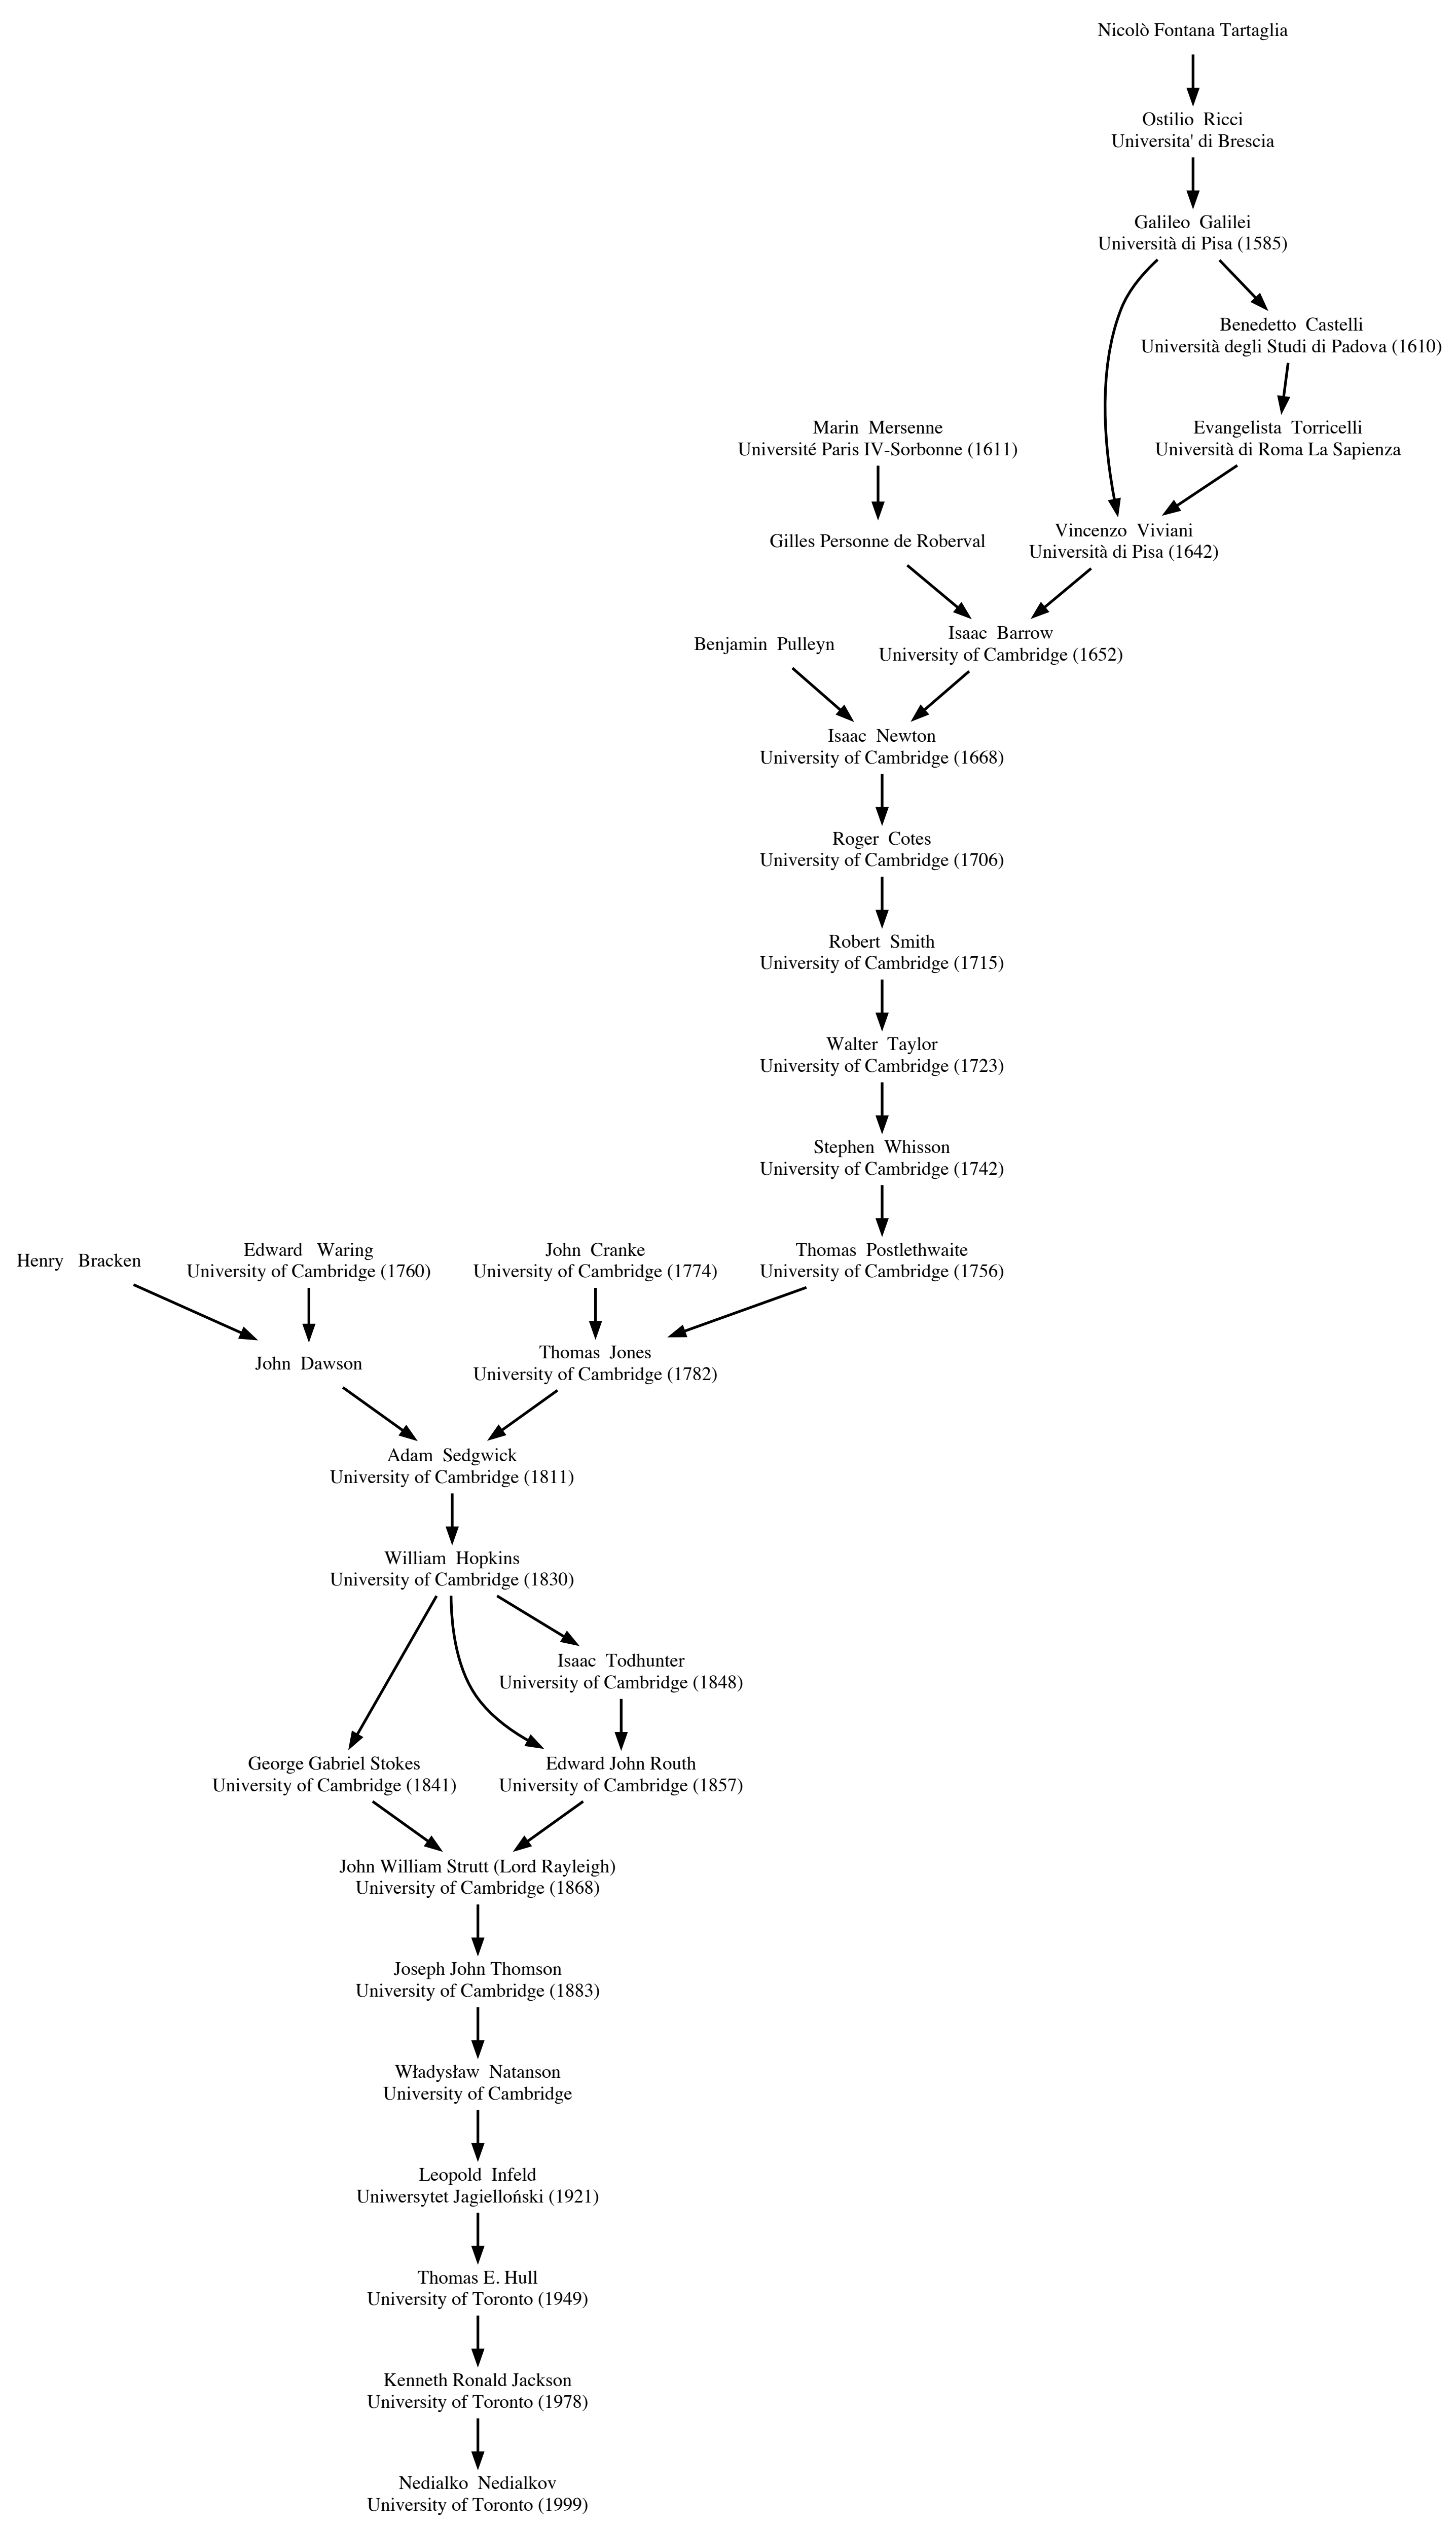 Nicolò Fontana Tartaglia
Ostilio Ricci
Universita' di Brescia
Galileo Galilei
Università di Pisa (1585)
Benedetto Castelli
Università degli Studi di Padova (1610)
Marin Mersenne
Université Paris IV-Sorbonne (1611)
Evangelista Torricelli
Università di Roma La Sapienza
Gilles Personne de Roberval
Vincenzo Viviani
Università di Pisa (1642)
Benjamin Pulleyn
Isaac Barrow
University of Cambridge (1652)
Isaac Newton
University of Cambridge (1668)
Roger Cotes
University of Cambridge (1706)
Robert Smith
University of Cambridge (1715)
Walter Taylor
University of Cambridge (1723)
Stephen Whisson
University of Cambridge (1742)
Henry Bracken
Edward Waring
University of Cambridge (1760)
John Cranke
University of Cambridge (1774)
Thomas Postlethwaite
University of Cambridge (1756)
John Dawson
Thomas Jones
University of Cambridge (1782)
Adam Sedgwick
University of Cambridge (1811)
William Hopkins
University of Cambridge (1830)
Isaac Todhunter
University of Cambridge (1848)
George Gabriel Stokes
University of Cambridge (1841)
Edward John Routh
University of Cambridge (1857)
John William Strutt (Lord Rayleigh)
University of Cambridge (1868)
Joseph John Thomson
University of Cambridge (1883)
Władysław Natanson
University of Cambridge
Leopold Infeld
Uniwersytet Jagielloński (1921)
Thomas E. Hull
University of Toronto (1949)
Kenneth Ronald Jackson
University of Toronto (1978)
Nedialko Nedialkov
University of Toronto (1999)